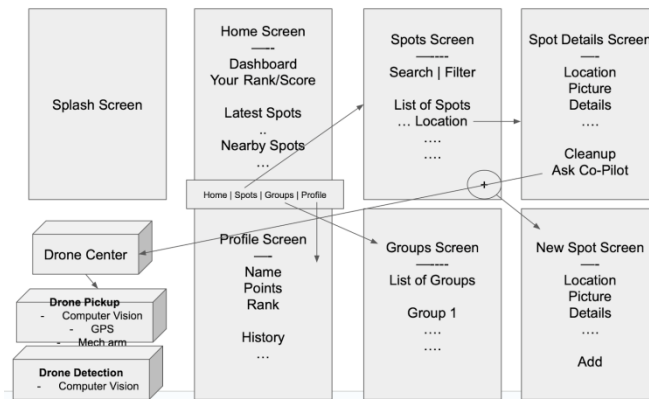 Splash Screen
Home Screen
-----
Dashboard
Your Rank/Score
Latest Spots
..
Nearby Spots
...
Spots Screen
------
Search | Filter
List of Spots
... Location
....
....
Spot Details Screen
-----
Location
Picture
Details
....
Cleanup
Ask Co-Pilot
Home | Spots | Groups | Profile
+
Drone Center
Drone Pickup
- Computer Vision
- GPS
- Mech arm
Drone Detection
- Computer Vision
Profile Screen
----
Name
Points
Rank
History
...
Groups Screen
------
List of Groups
Group 1
....
....
New Spot Screen
-----
Location
Picture
Details
....
Add